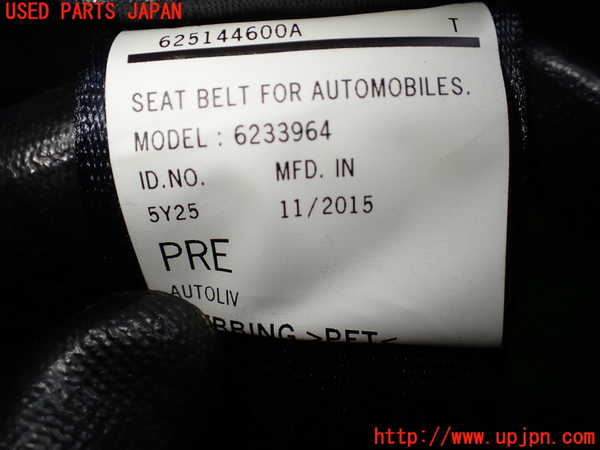 USED PARTS JAPAN
625144600A T
SEAT BELT FOR AUTOMOBILES.
MODEL : 6233964
ID.NO. MFD. IN
5Y25 11/2015
PRE
AUTOLIV
>PET<
http://www.upjpn.com/